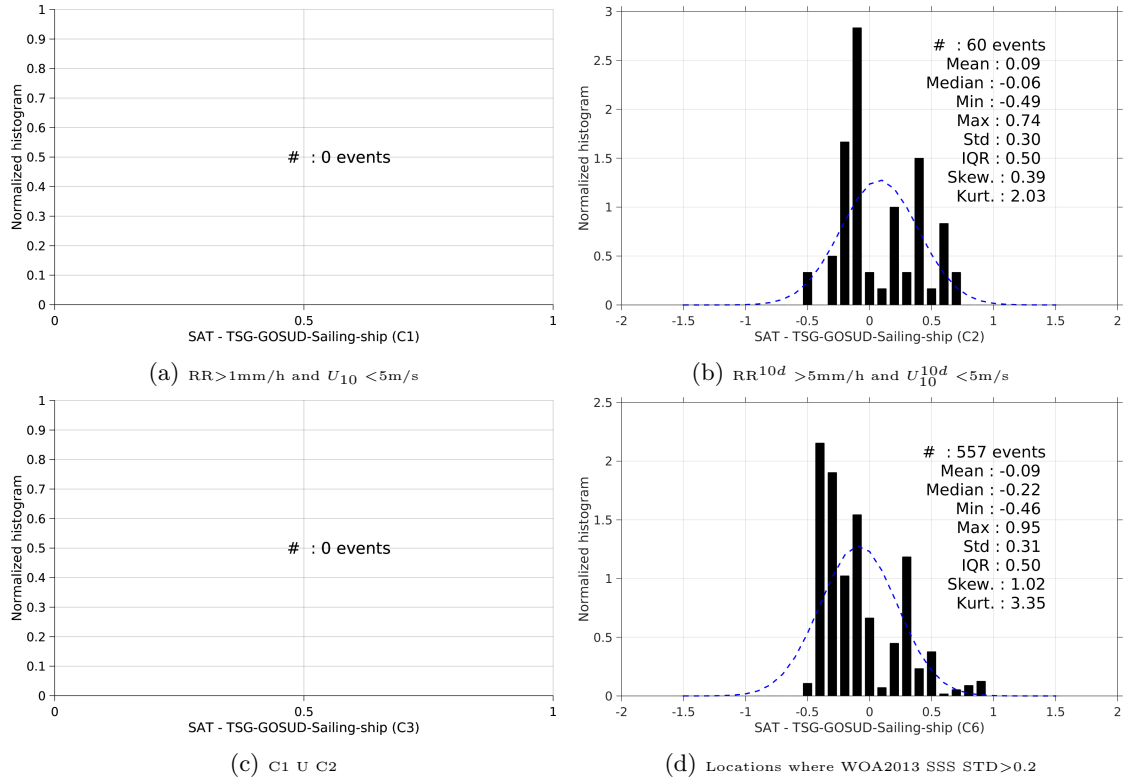 1
0.9
0.8
0.7
0.6
0.5
0.4
0.3
0.2
0.1
0
Normalized histogram
# : 0 events
0 0.5 1
SAT - TSG-GOSUD-Sailing-ship (C1)
(a) RR>1mm/h and U10 <5m/s
3
2.5
2
1.5
1
0.5
0
Normalized histogram
# : 60 events
Mean : 0.09
Median : -0.06
Min : -0.49
Max : 0.74
Std : 0.30
IQR : 0.50
Skew. : 0.39
Kurt. : 2.03
-2 -1.5 -1 -0.5 0 0.5 1 1.5 2
SAT - TSG-GOSUD-Sailing-ship (C2)
(b) RR10d >5mm/h and U10d10 <5m/s
1
0.9
0.8
0.7
0.6
0.5
0.4
0.3
0.2
0.1
0
Normalized histogram
# : 0 events
0 0.5 1
SAT - TSG-GOSUD-Sailing-ship (C3)
(c) C1 U C2
2.5
2
1.5
1
0.5
0
Normalized histogram
# : 557 events
Mean : -0.09
Median : -0.22
Min : -0.46
Max : 0.95
Std : 0.31
IQR : 0.50
Skew. : 1.02
Kurt. : 3.35
-2 -1.5 -1 -0.5 0 0.5 1 1.5 2
SAT - TSG-GOSUD-Sailing-ship (C6)
(d) Locations where WOA2013 SSS STD>0.2